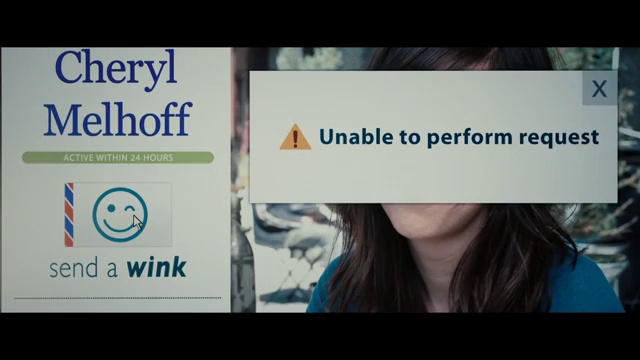 Cheryl
Melhoff
ACTIVE WITHIN 24 HOURS
send a wink
X
Unable to perform request